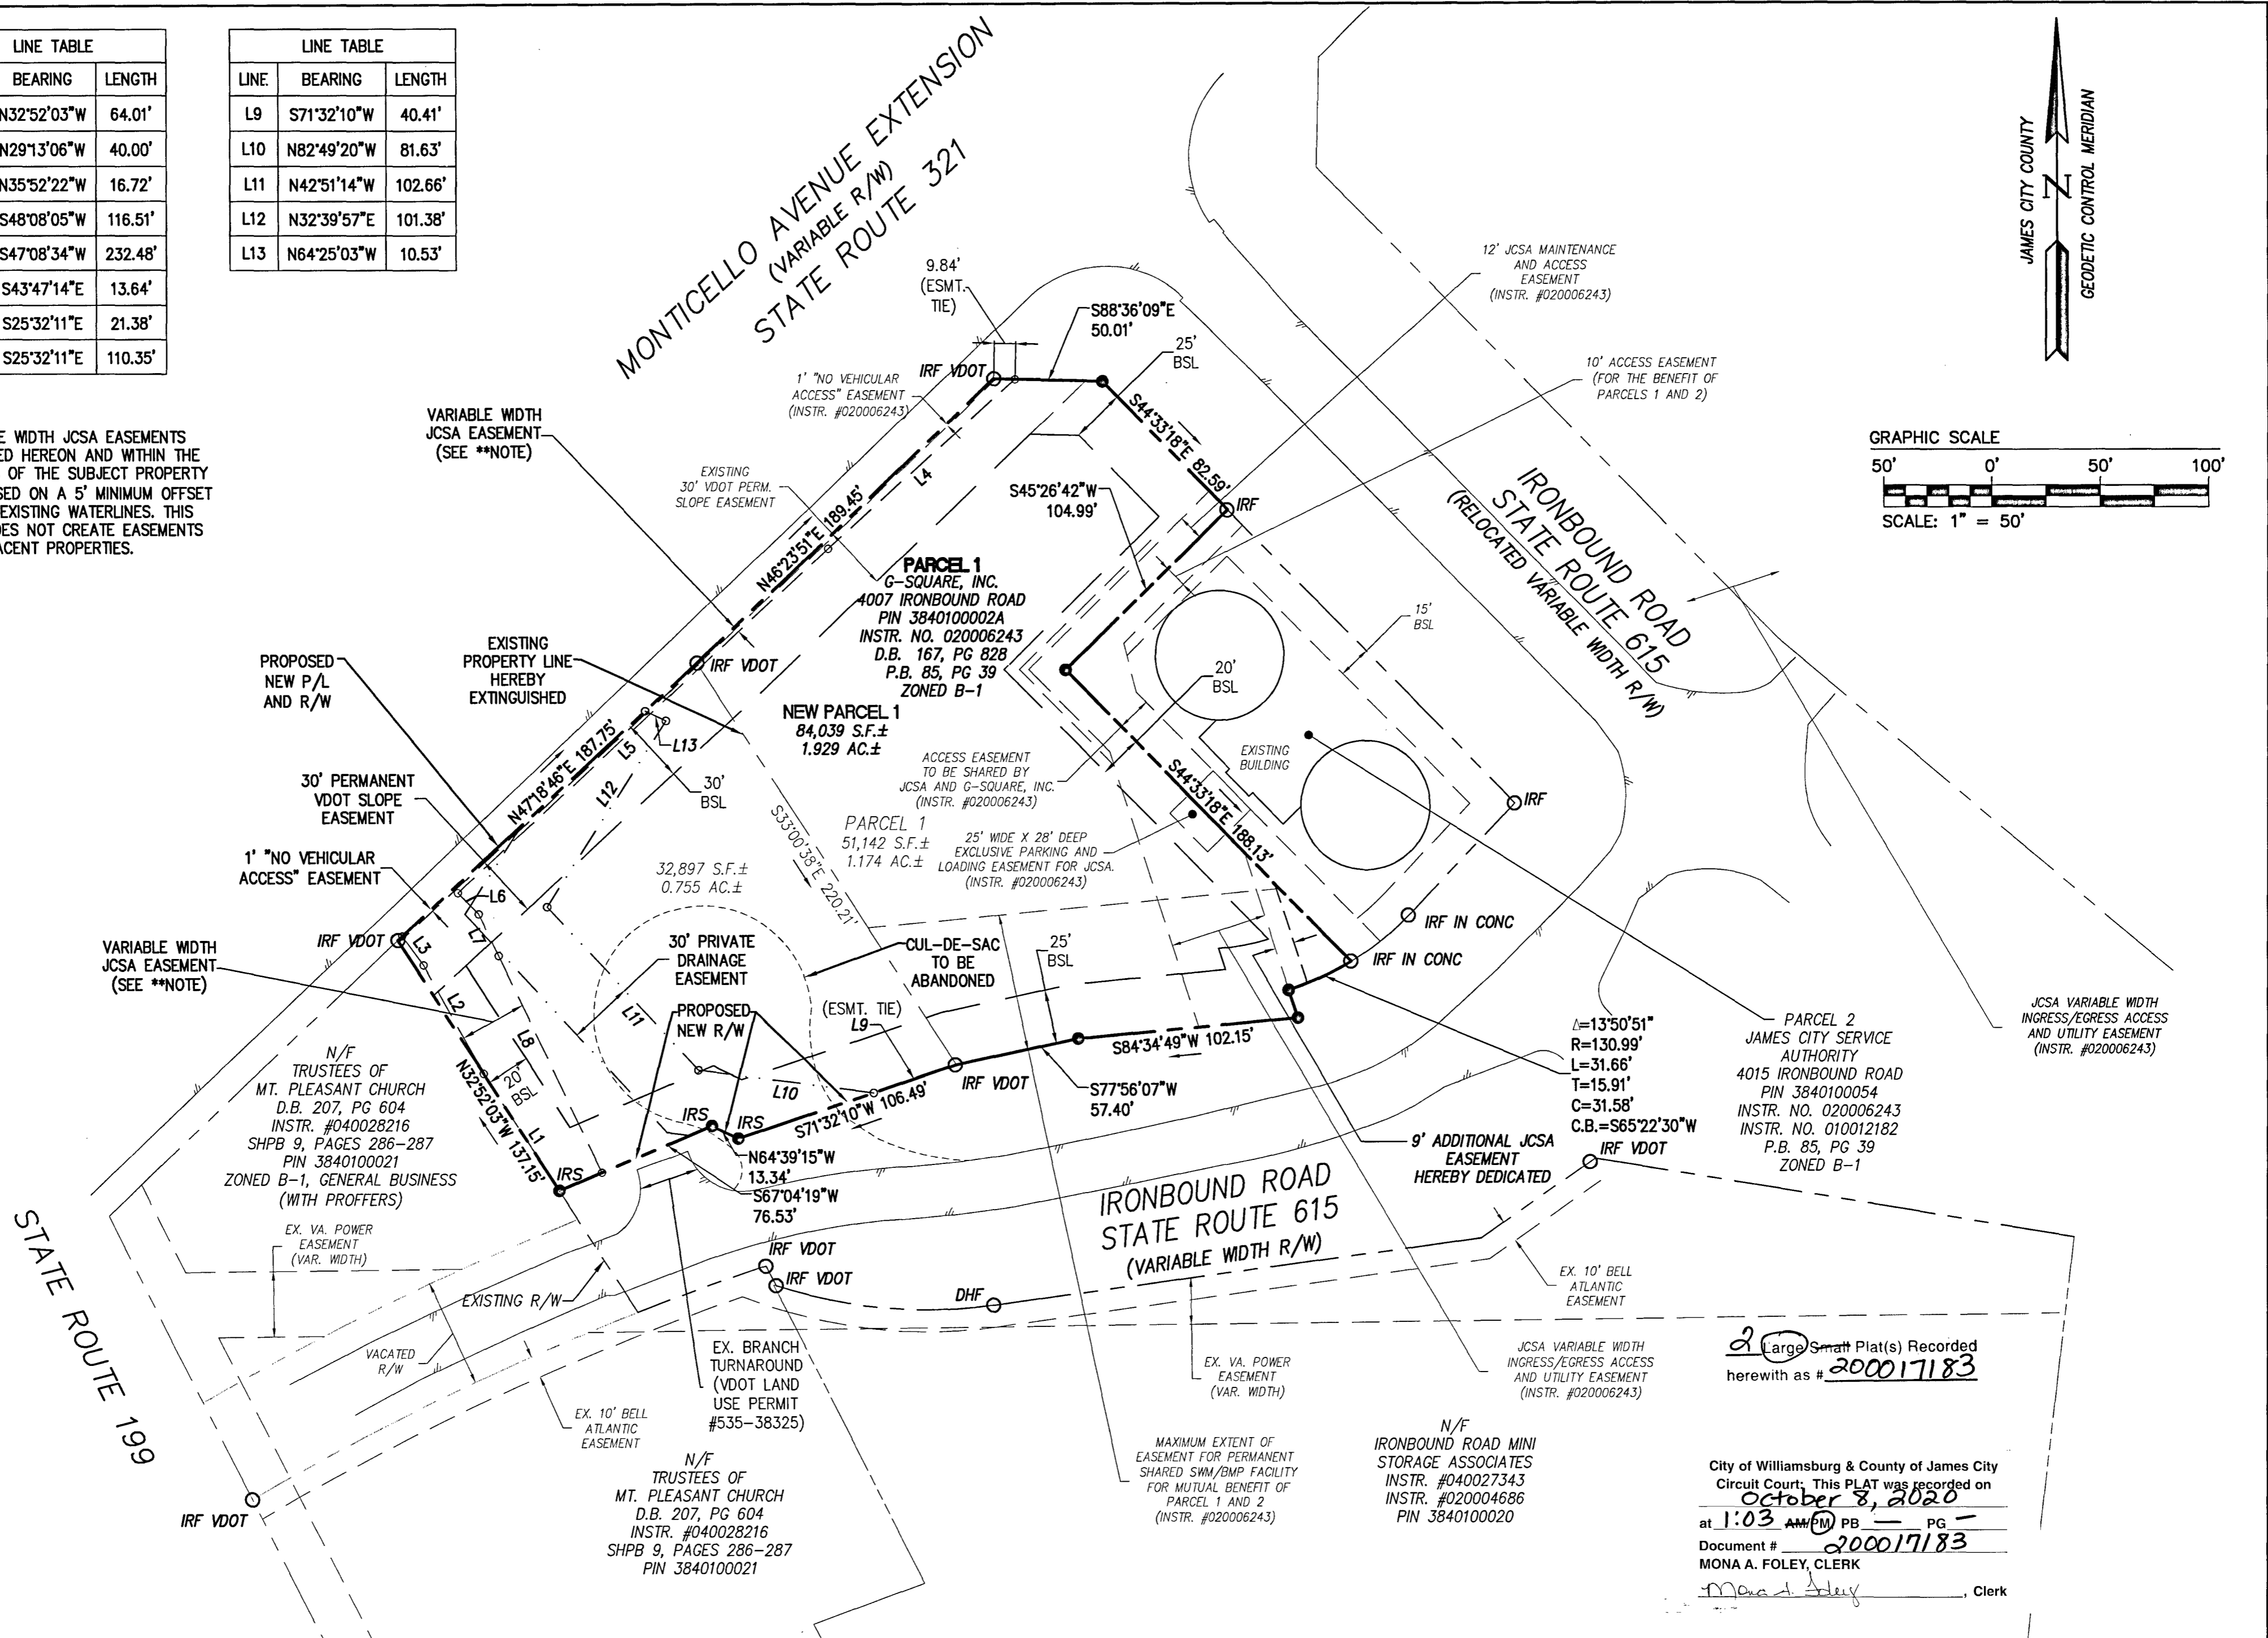 LINE TABLE
BEARING LENGTH
N32°52'03"W 64.01'
N29°13'06"W 40.00'
N35°52'22"W 16.72'
S48°08'05"W 116.51'
S47°08'34"W 232.48'
S43°47'14"E 13.64'
S25°32'11"E 21.38'
S25°32'11"E 110.35'
LINE TABLE
LINE BEARING LENGTH
L9 S71°32'10"W 40.41'
L10 N82°49'20"W 81.63'
L11 N42°51'14"W 102.66'
L12 N32°39'57"E 101.38'
L13 N64°25'03"W 10.53'
E WIDTH JCSA EASEMENTS
ED HEREON AND WITHIN THE
OF THE SUBJECT PROPERTY
SED ON A 5' MINIMUM OFFSET
EXISTING WATERLINES. THIS
OES NOT CREATE EASEMENTS
ACENT PROPERTIES.
MONTICELLO AVENUE EXTENSION
(VARIABLE R/W)
STATE ROUTE 321
JAMES CITY COUNTY
N
GEODETIC CONTROL MERIDIAN
GRAPHIC SCALE
50' 0' 50' 100'
SCALE: 1" = 50'
9.84'
(ESMT.
TIE)
S88°36'09"E
50.01'
25'
BSL
12' JCSA MAINTENANCE
AND ACCESS
EASEMENT
(INSTR. #020006243)
10' ACCESS EASEMENT
(FOR THE BENEFIT OF
PARCELS 1 AND 2)
IRF VDOT
1' "NO VEHICULAR
ACCESS" EASEMENT
(INSTR. #020006243)
VARIABLE WIDTH
JCSA EASEMENT
(SEE **NOTE)
EXISTING
30' VDOT PERM.
SLOPE EASEMENT
L4
N46°23'51"E 189.45'
S44°33'18"E 82.59'
IRF
S45°26'42"W
104.99'
IRONBOUND ROAD
STATE ROUTE 615
(RELOCATED VARIABLE WIDTH R/W)
PARCEL 1
G-SQUARE, INC.
4007 IRONBOUND ROAD
PIN 3840100002A
INSTR. NO. 020006243
D.B. 167, PG 828
P.B. 85, PG 39
ZONED B-1
NEW PARCEL 1
84,039 S.F.±
1.929 AC.±
15'
BSL
20'
BSL
EXISTING
PROPERTY LINE
HEREBY
EXTINGUISHED
IRF VDOT
PROPOSED
NEW P/L
AND R/W
N47°18'46"E 187.75'
L5
L13
L12
30'
BSL
ACCESS EASEMENT
TO BE SHARED BY
JCSA AND G-SQUARE, INC.
(INSTR. #020006243)
EXISTING
BUILDING
S44°33'18"E 188.13'
IRF
30' PERMANENT
VDOT SLOPE
EASEMENT
1' "NO VEHICULAR
ACCESS" EASEMENT
S33°00'38"E 220.21'
PARCEL 1
51,142 S.F.±
1.174 AC.±
25' WIDE X 28' DEEP
EXCLUSIVE PARKING AND
LOADING EASEMENT FOR JCSA.
(INSTR. #020006243)
32,897 S.F.±
0.755 AC.±
L6
L7
IRF VDOT
L3
L2
VARIABLE WIDTH
JCSA EASEMENT
(SEE **NOTE)
30' PRIVATE
DRAINAGE
EASEMENT
CUL-DE-SAC
TO BE
ABANDONED
25'
BSL
IRF IN CONC
IRF IN CONC
L11
L8
20'
BSL
PROPOSED
NEW R/W
(ESMT. TIE)
L9
L10
IRF VDOT
S84°34'49"W 102.15'
S77°56'07"W
57.40'
S71°32'10"W 106.49'
N32°52'03"W 137.15'
L1
IRS
IRS
IRS
N64°39'15"W
13.34'
S67°04'19"W
76.53'
N/F
TRUSTEES OF
MT. PLEASANT CHURCH
D.B. 207, PG 604
INSTR. #040028216
SHPB 9, PAGES 286-287
PIN 3840100021
ZONED B-1, GENERAL BUSINESS
(WITH PROFFERS)
Δ=13°50'51"
R=130.99'
L=31.66'
T=15.91'
C=31.58'
C.B.=S65°22'30"W
IRF VDOT
PARCEL 2
JAMES CITY SERVICE
AUTHORITY
4015 IRONBOUND ROAD
PIN 3840100054
INSTR. NO. 020006243
INSTR. NO. 010012182
P.B. 85, PG 39
ZONED B-1
JCSA VARIABLE WIDTH
INGRESS/EGRESS ACCESS
AND UTILITY EASEMENT
(INSTR. #020006243)
9' ADDITIONAL JCSA
EASEMENT
HEREBY DEDICATED
IRONBOUND ROAD
STATE ROUTE 615
(VARIABLE WIDTH R/W)
STATE ROUTE 199
EX. VA. POWER
EASEMENT
(VAR. WIDTH)
EXISTING R/W
VACATED
R/W
IRF VDOT
IRF VDOT
DHF
EX. 10' BELL
ATLANTIC
EASEMENT
EX. BRANCH
TURNAROUND
(VDOT LAND
USE PERMIT
#535-38325)
EX. 10' BELL
ATLANTIC
EASEMENT
EX. VA. POWER
EASEMENT
(VAR. WIDTH)
JCSA VARIABLE WIDTH
INGRESS/EGRESS ACCESS
AND UTILITY EASEMENT
(INSTR. #020006243)
IRF VDOT
N/F
TRUSTEES OF
MT. PLEASANT CHURCH
D.B. 207, PG 604
INSTR. #040028216
SHPB 9, PAGES 286-287
PIN 3840100021
MAXIMUM EXTENT OF
EASEMENT FOR PERMANENT
SHARED SWM/BMP FACILITY
FOR MUTUAL BENEFIT OF
PARCEL 1 AND 2
(INSTR. #020006243)
N/F
IRONBOUND ROAD MINI
STORAGE ASSOCIATES
INSTR. #040027343
INSTR. #020004686
PIN 3840100020
2 Large Small Plat(s) Recorded
herewith as # 200017183
City of Williamsburg & County of James City
Circuit Court: This PLAT was recorded on
October 8, 2020
at 1:03 AM/PM PB — PG —
Document # 200017183
MONA A. FOLEY, CLERK
Mona A. Foley, Clerk